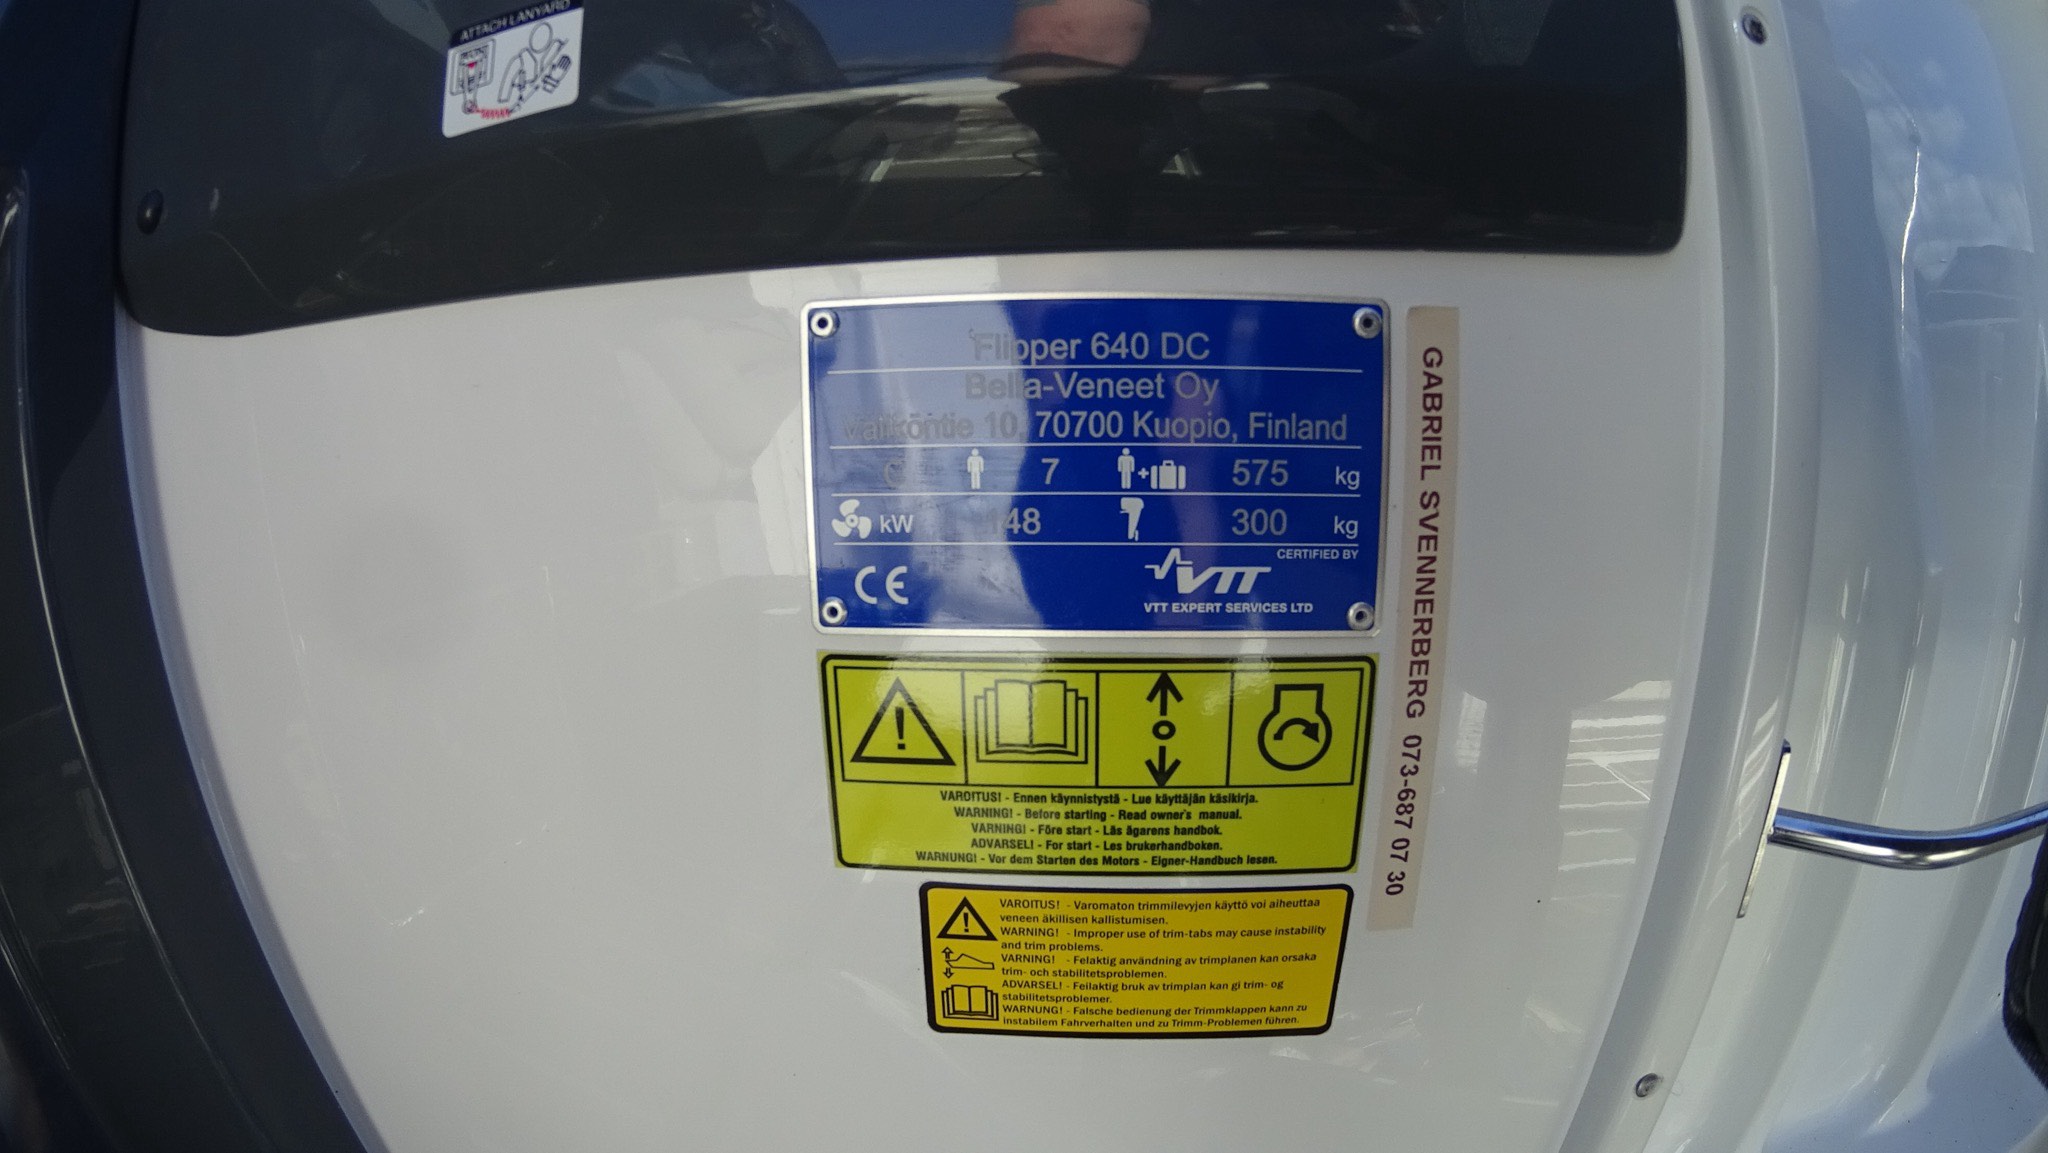 ATTACH LANYARD
Flipper 640 DC
Bella-Veneet Oy
10, 70700 Kuopio, Finland
C 7 + 575 kg
kW 148 300 kg
CERTIFIED BY
CE VTT
VTT EXPERT SERVICES LTD
GABRIEL SVENNERBERG 073-687 07 30
VAROITUS! - Ennen käynnistystä - Lue käyttäjän käsikirja.
WARNING! - Before starting - Read owner's manual.
VARNING! - Före start - Läs ägarens handbok.
ADVARSEL! - For start - Les brukerhandboken.
WARNUNG! - Vor dem Starten des Motors - Eigner-Handbuch lesen.
VAROITUS! - Varomaton trimmilevyjen käyttö voi aiheuttaa
veneen äkillisen kallistumisen.
WARNING! - Improper use of trim-tabs may cause instability
and trim problems.
VARNING! - Felaktig användning av trimplanen kan orsaka
trim- och stabilitetsproblemen.
ADVARSEL! - Feilaktig bruk av trimplan kan gi trim- og
stabilitetsproblemer.
WARNUNG! - Falsche bedienung der Trimmklappen kann zu
instabilem Fahrverhalten und zu Trimm-Problemen führen.